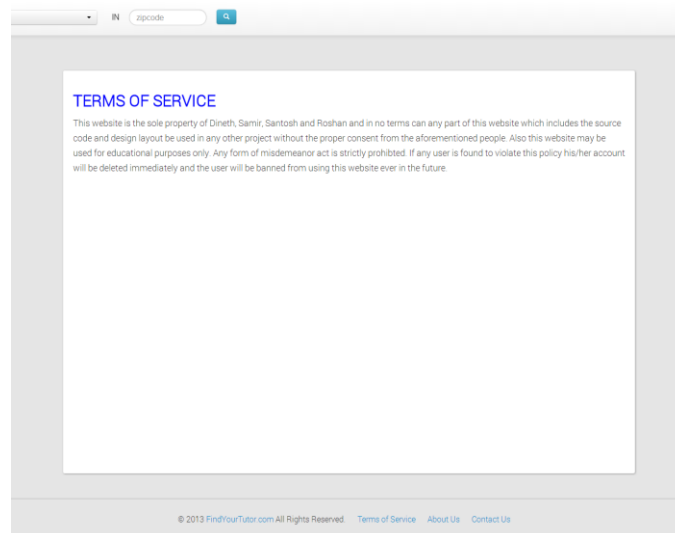 IN zipcode
TERMS OF SERVICE
This website is the sole property of Dineth, Samir, Santosh and Roshan and in no terms can any part of this website which includes the source
code and design layout be used in any other project without the proper consent from the aforementioned people. Also this website may be
used for educational purposes only. Any form of misdemeanor act is strictly prohibted. If any user is found to violate this policy his/her account
will be deleted immediately and the user will be banned from using this website ever in the future
© 2013 FindYourTutor.com All Rights Reserved. Terms of Service About Us Contact Us